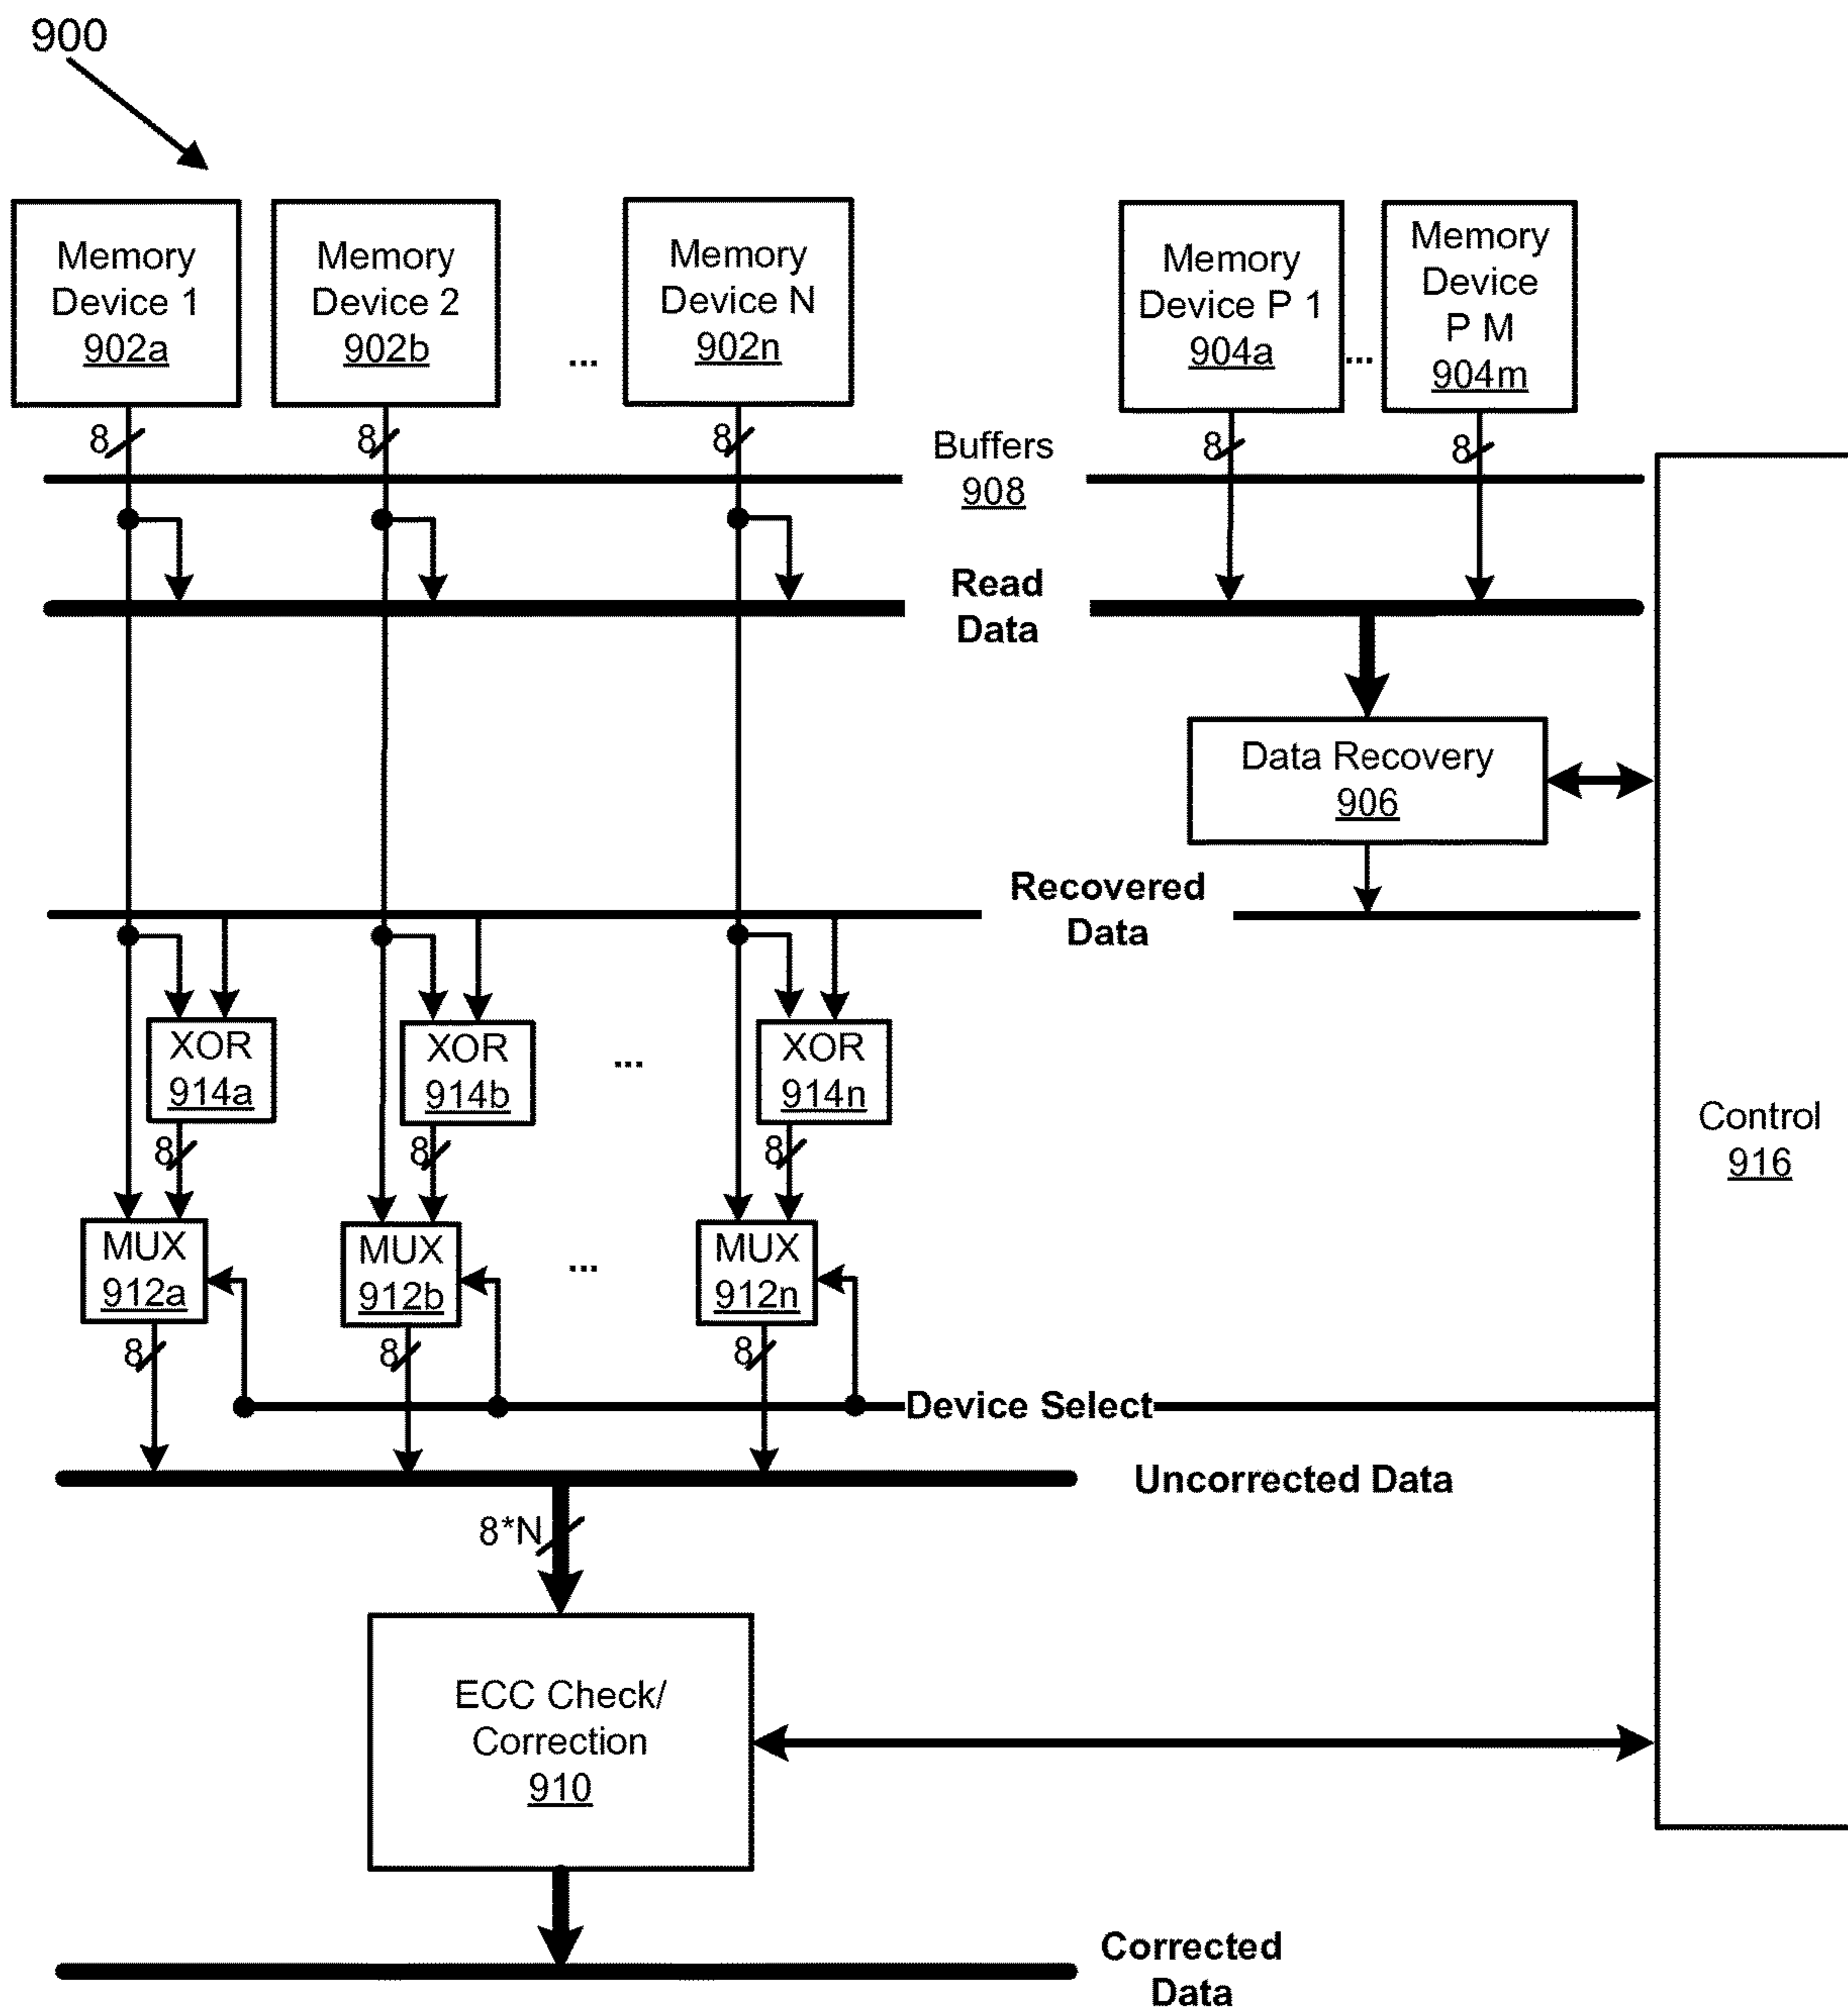 900
Memory
Device 1
902a
Memory
Device 2
902b
...
Memory
Device N
902n
Memory
Device P 1
904a
...
Memory
Device
P M
904m
8
8
8
Buffers
908
8
8
Read
Data
Data Recovery
906
Recovered
Data
XOR
914a
XOR
914b
...
XOR
914n
Control
916
8
8
8
MUX
912a
MUX
912b
...
MUX
912n
8
8
8
Device Select
Uncorrected Data
8*N
ECC Check/
Correction
910
Corrected
Data